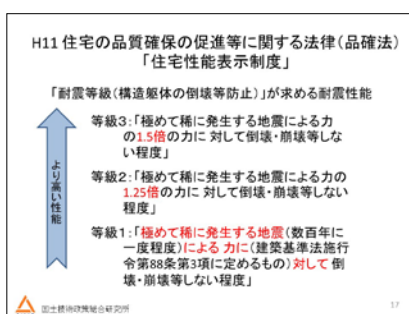 H11 住宅の品質確保の促進等に関する法律(品確法)
「住宅性能表示制度」
「耐震等級(構造躯体の倒壊等防止)」が求める耐震性能
より高い性能
等級3:「極めて稀に発生する地震による力
の1.5倍の力に 対して倒壊・崩壊等しな
い程度」
等級2:「極めて稀に発生する地震による力の
1.25倍の力に 対して倒壊・崩壊等しない
程度」
等級1:「極めて稀に発生する地震(数百年に
一度程度)による 力に(建築基準法施行
令第88条第3項に定めるもの)対して 倒
壊・崩壊等しない程度」
国土技術政策総合研究所
17